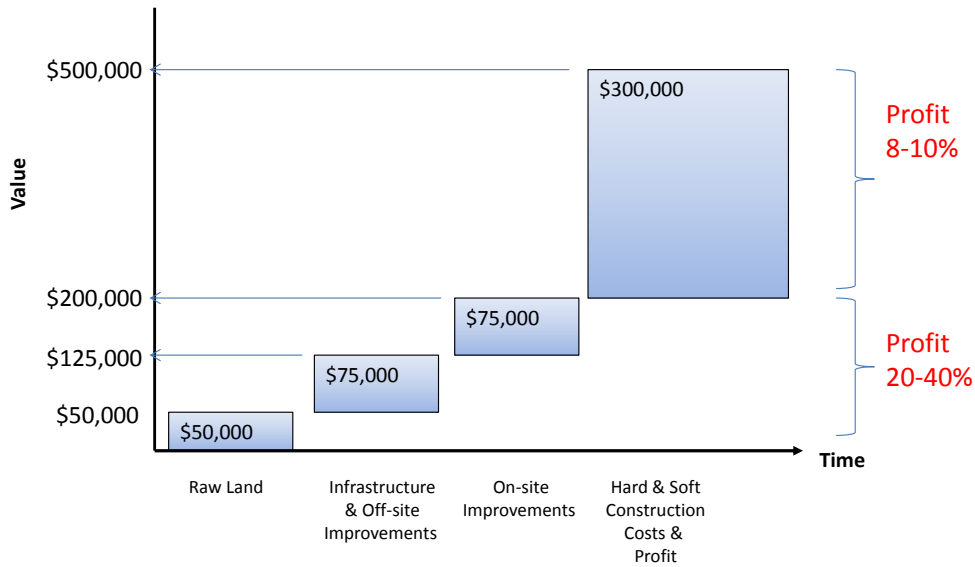 $500,000
$300,000
Profit
8-10%
Value
$200,000
$75,000
$125,000
$75,000
Profit
20-40%
$50,000
$50,000
Time
Raw Land
Infrastructure
& Off-site
Improvements
On-site
Improvements
Hard & Soft
Construction
Costs &
Profit